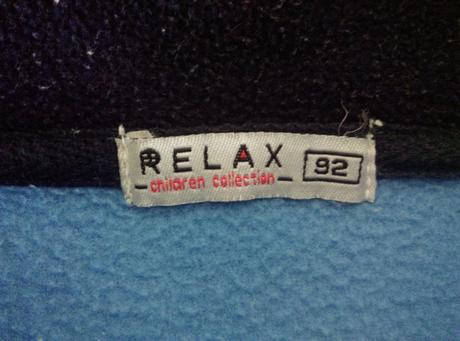 RELAX 92
children collection